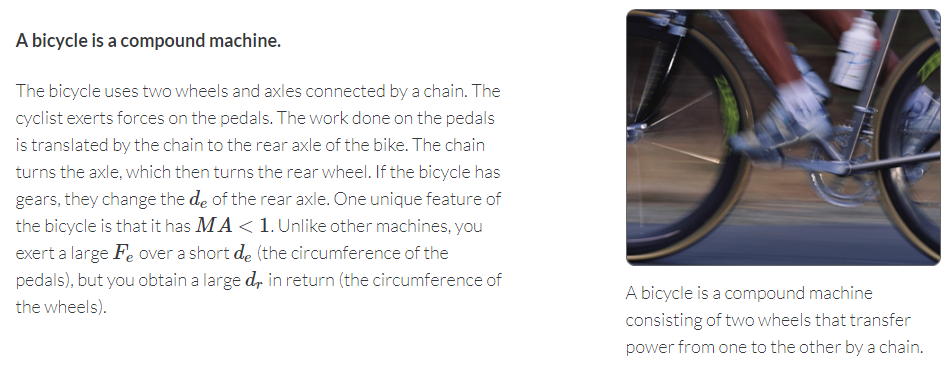 A bicycle is a compound machine.
The bicycle uses two wheels and axles connected by a chain. The
cyclist exerts forces on the pedals. The work done on the pedals
is translated by the chain to the rear axle of the bike. The chain
turns the axle, which then turns the rear wheel. If the bicycle has
gears, they change the dₑ of the rear axle. One unique feature of
the bicycle is that it has MA < 1. Unlike other machines, you
exert a large Fₑ over a short dₑ (the circumference of the
pedals), but you obtain a large dᵣ in return (the circumference of
the wheels).
A bicycle is a compound machine
consisting of two wheels that transfer
power from one to the other by a chain.